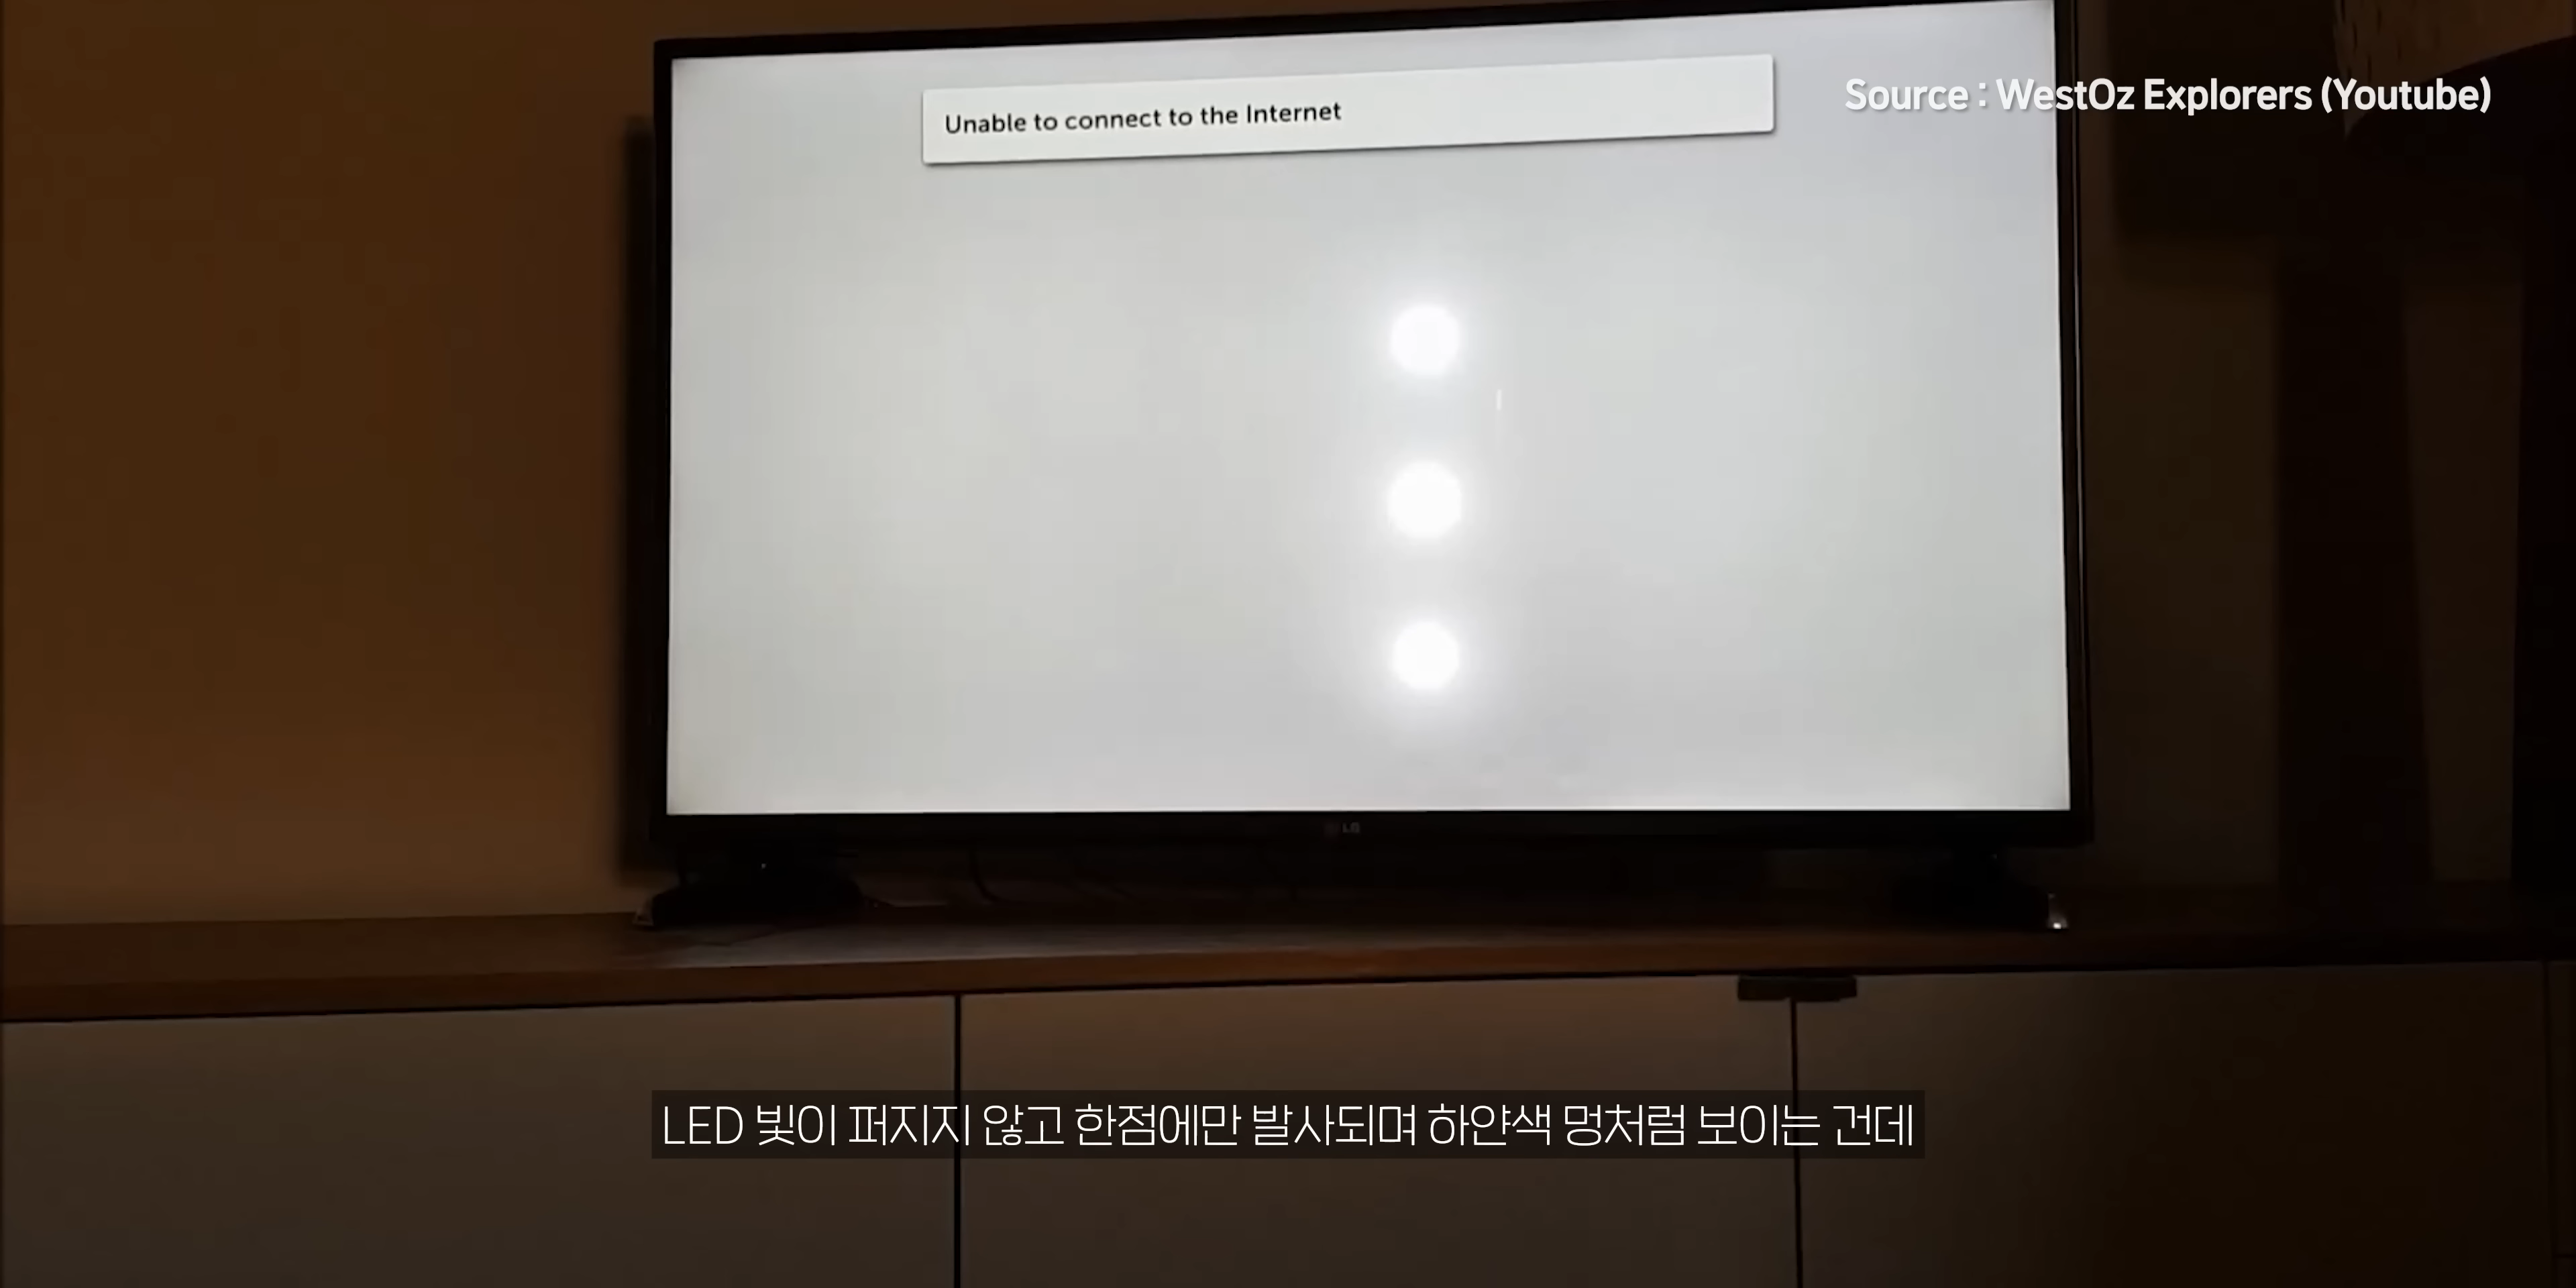 Source : WestOz Explorers (Youtube)
Unable to connect to the Internet
LG
LED 빛이 퍼지지 않고 한점에만 발사되며 하얀색 멍처럼 보이는 건데